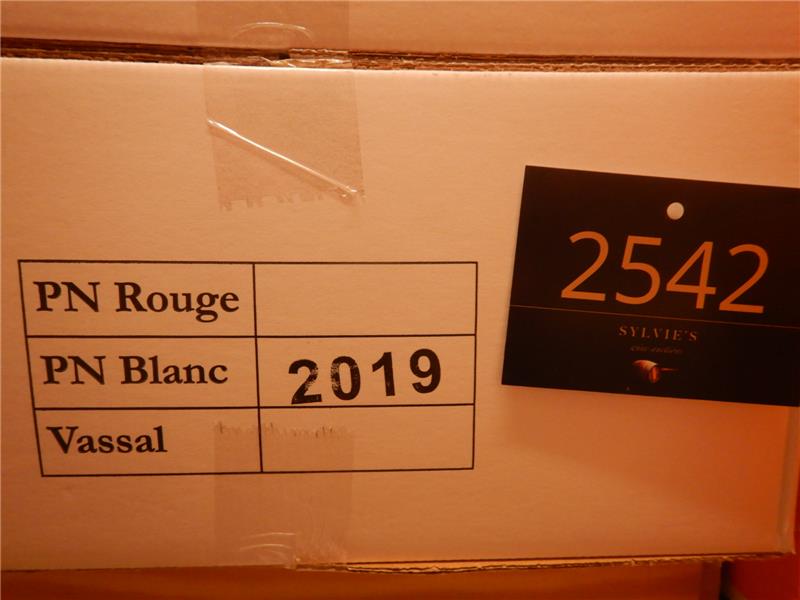 PN Rouge
PN Blanc 2019
Vassal
2542
SYLVIE'S